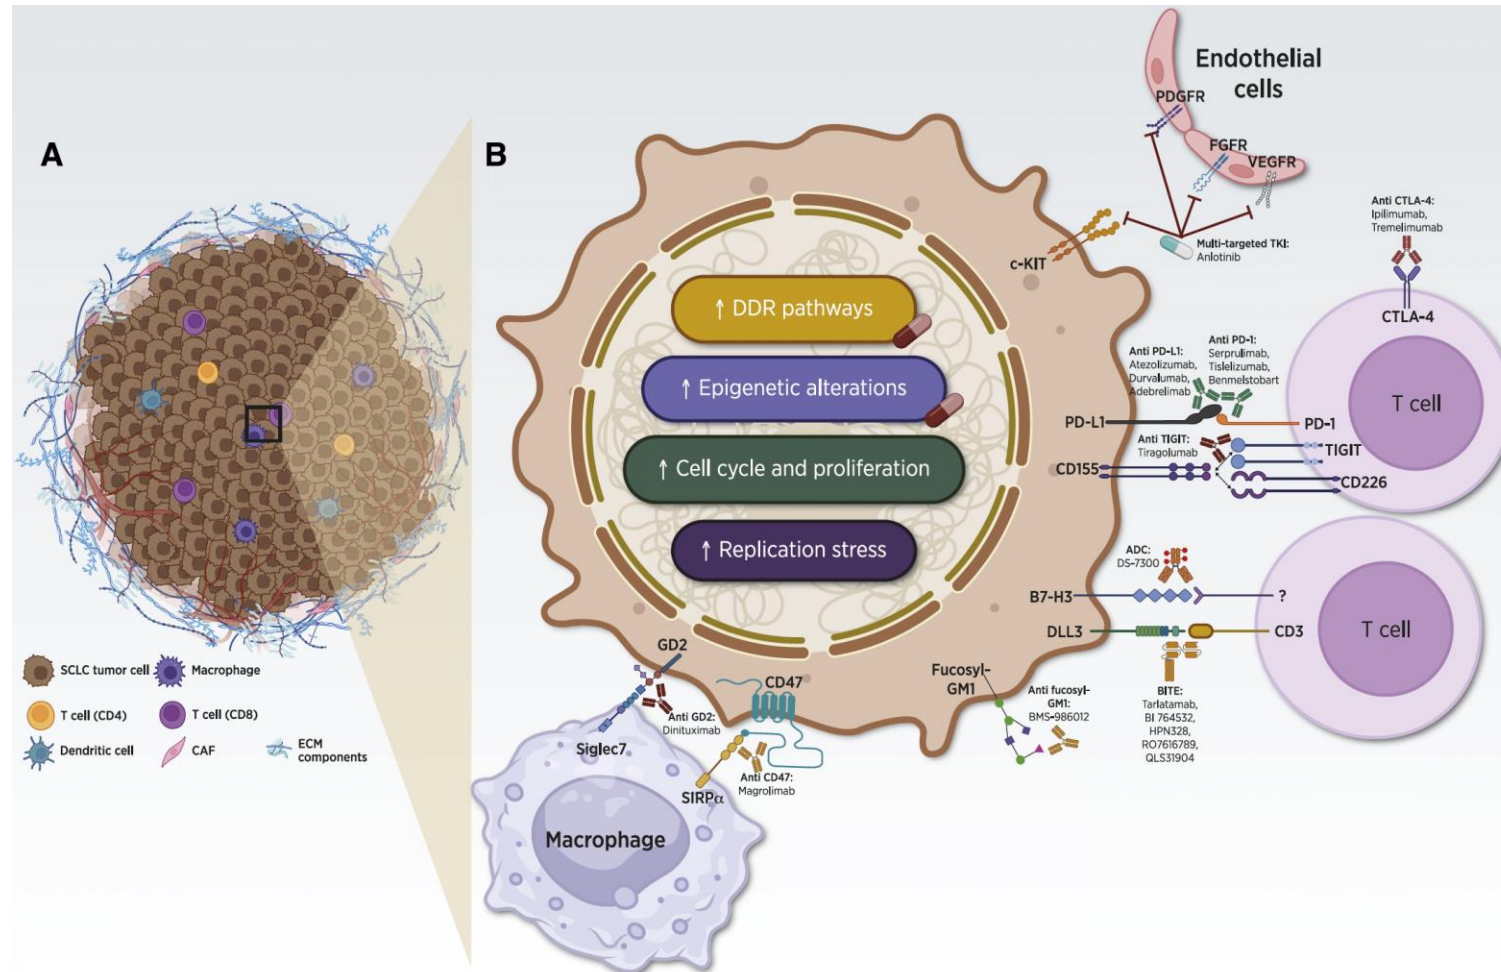 A
SCLC tumor cell
Macrophage
T cell (CD4)
T cell (CD8)
Dendritic cell
CAF
ECM
components
B
Endothelial
cells
PDGFR
FGFR
VEGFR
c-KIT
Multi-targeted TKI:
Anlotinib
Anti CTLA-4:
Ipilimumab,
Tremelimumab
CTLA-4
T cell
↑ DDR pathways
↑ Epigenetic alterations
↑ Cell cycle and proliferation
↑ Replication stress
Anti PD-L1:
Atezolizumab,
Durvalumab,
Adebrelimab
Anti PD-1:
Serprulimab,
Tislelizumab,
Benmelstobart
PD-L1
PD-1
Anti TIGIT:
Tiragolumab
TIGIT
CD155
CD226
ADC:
DS-7300
B7-H3
?
DLL3
CD3
T cell
BITE:
Tarlatamab,
BI 764532,
HPN328,
RO7616789,
QLS31904
Fucosyl-
GM1
Anti fucosyl-
GM1:
BMS-986012
GD2
Anti GD2:
Dinituximab
Siglec7
CD47
Anti CD47:
Magrolimab
SIRPα
Macrophage